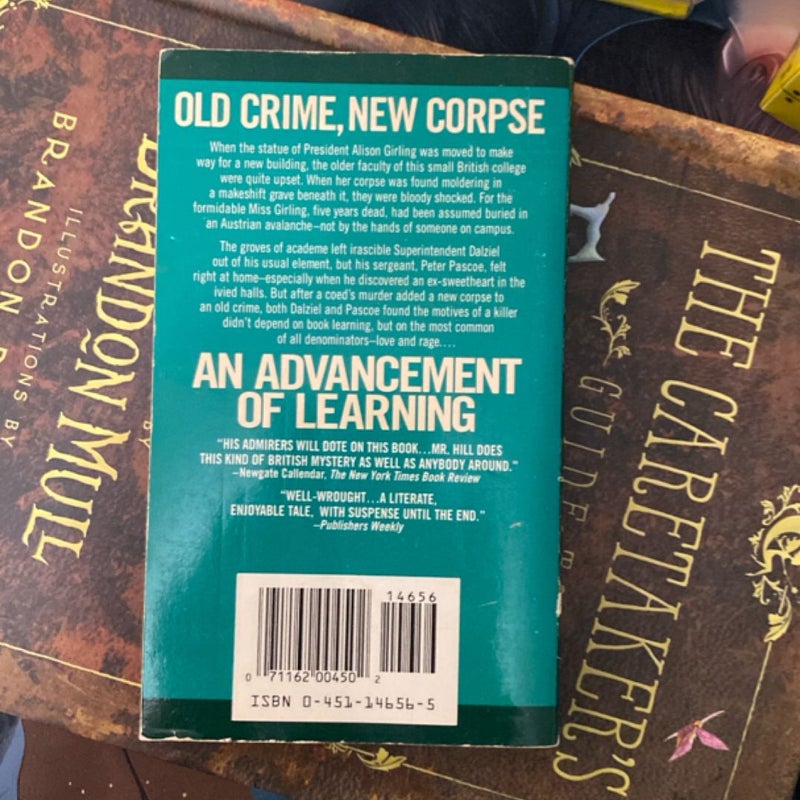 OLD CRIME, NEW CORPSE
When the statue of President Alison Girling was moved to make
way for a new building, the older faculty of this small British college
were quite upset. When her corpse was found moldering in
a makeshift grave beneath it, they were bloody shocked. For the
formidable Miss Girling, five years dead, had been assumed buried in
an Austrian avalanche—not by the hands of someone on campus.
The groves of academe left irascible Superintendent Dalziel
out of his usual element, but his sergeant, Peter Pascoe, felt
right at home—especially when he discovered an ex-sweetheart in the
ivied halls. But after a coed's murder added a new corpse to
an old crime, both Dalziel and Pascoe found the motives of a killer
didn't depend on book learning, but on the most common
of all denominators—love and rage....
AN ADVANCEMENT
OF LEARNING
"HIS ADMIRERS WILL DOTE ON THIS BOOK...MR. HILL DOES
THIS KIND OF BRITISH MYSTERY AS WELL AS ANYBODY AROUND."
—Newgate Callendar, The New York Times Book Review
"WELL-WROUGHT...A LITERATE,
ENJOYABLE TALE, WITH SUSPENSE UNTIL THE END."
—Publishers Weekly
14656
0 71162 00450 2
ISBN 0-451-14656-5
THE CARETAKER'S
GUIDE
BY
BRANDON MULL
ILLUSTRATIONS BY
BRANDON